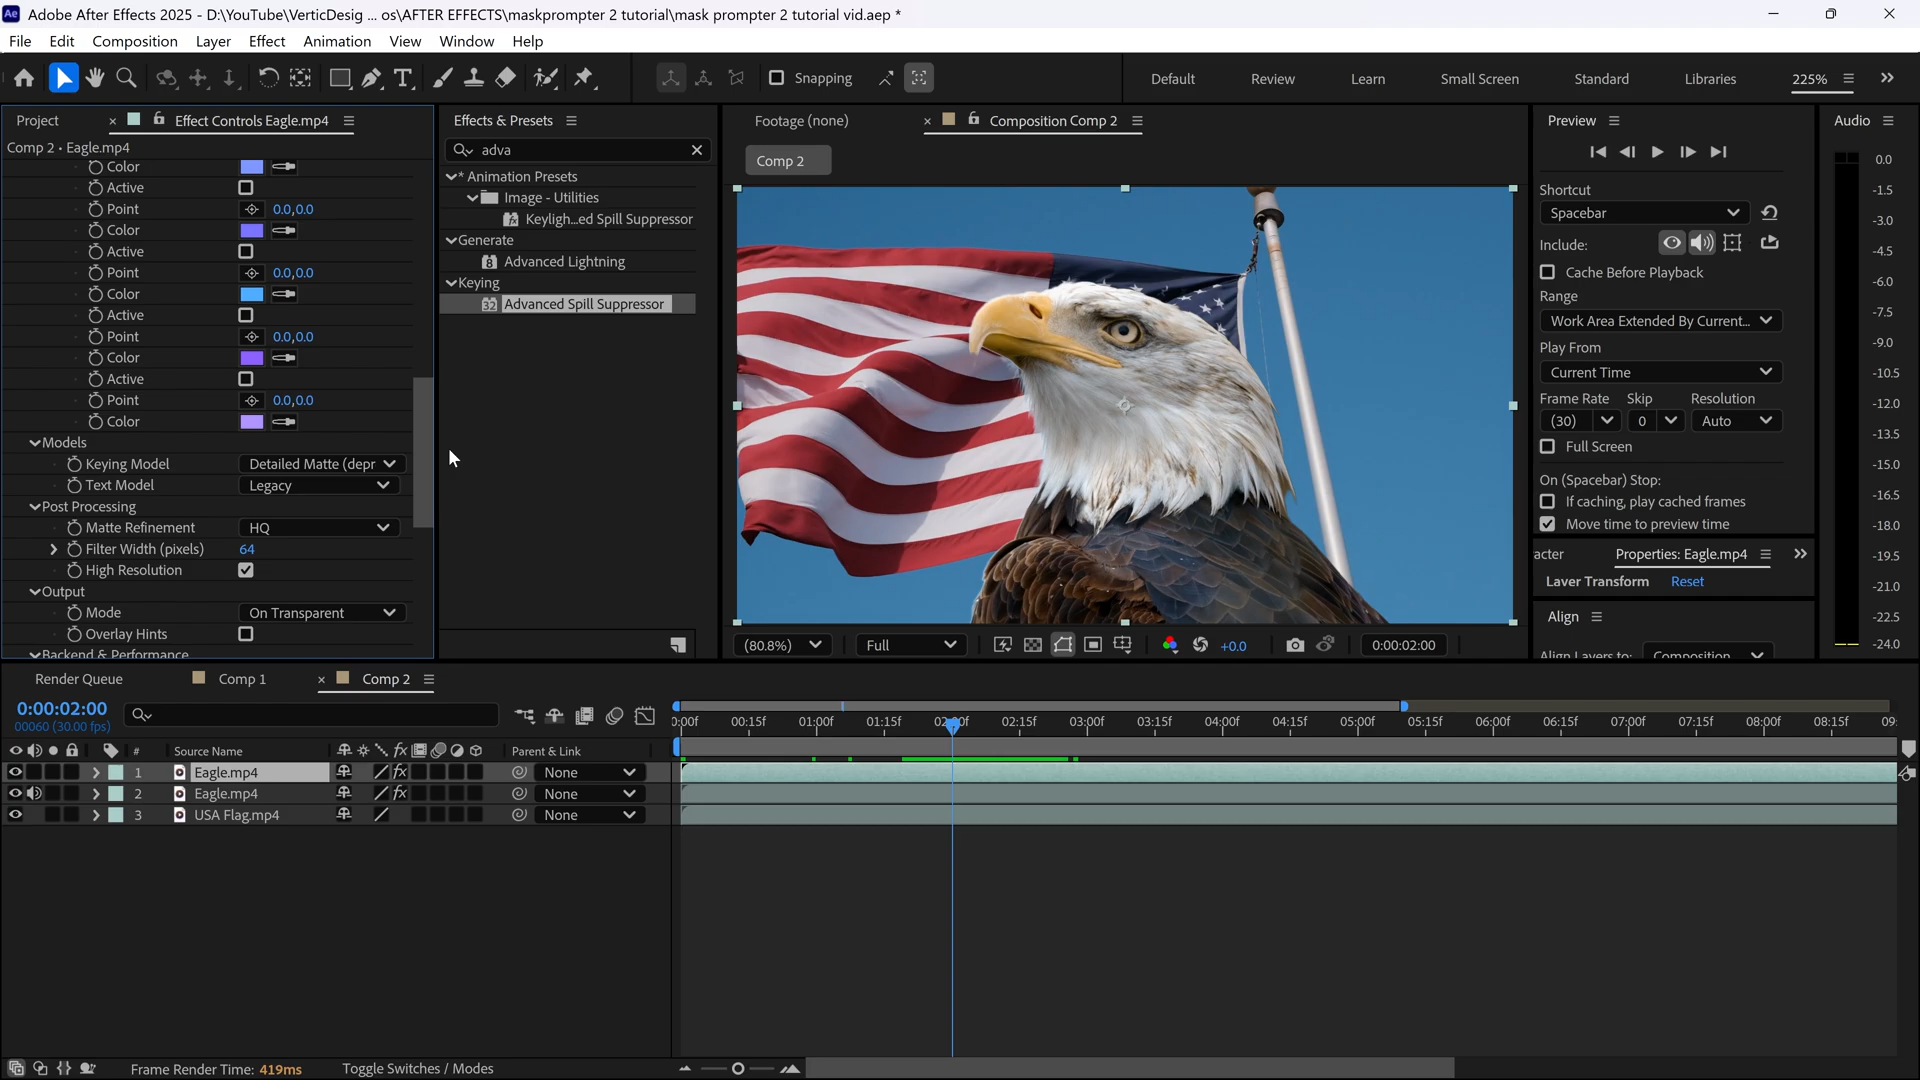 Adobe After Effects 2025 - D:\YouTube\VerticDesig ... os\AFTER EFFECTS\maskprompter 2 tutorial\mask prompter 2 tutorial vid.aep *
File Edit Composition Layer Effect Animation View Window Help
Snapping Default Review Learn Small Screen Standard Libraries 225%
Project Effect Controls Eagle.mp4
Comp 2 • Eagle.mp4
Color
Active
Point 0.0,0.0
Color
Active
Point 0.0,0.0
Color
Active
Point 0.0,0.0
Color
Active
Point 0.0,0.0
Color
Models
Keying Model Detailed Matte (depr
Text Model Legacy
Post Processing
Matte Refinement HQ
Filter Width (pixels) 64
High Resolution
Output
Mode On Transparent
Overlay Hints
Backend & Performance
Effects & Presets
adva
* Animation Presets
Image - Utilities
Keyligh...ed Spill Suppressor
Generate
Advanced Lightning
Keying
Advanced Spill Suppressor
Footage (none) Composition Comp 2
Comp 2
(80.8%) Full +0.0 0:00:02:00
Preview
Shortcut
Spacebar
Include:
Cache Before Playback
Range
Work Area Extended By Current...
Play From
Current Time
Frame Rate Skip Resolution
(30) 0 Auto
Full Screen
On (Spacebar) Stop:
If caching, play cached frames
Move time to preview time
acter Properties: Eagle.mp4
Layer Transform Reset
Align
Align Layers to: Composition
Audio
0.0
-1.5
-3.0
-4.5
-6.0
-7.5
-9.0
-10.5
-12.0
-13.5
-15.0
-16.5
-18.0
-19.5
-21.0
-22.5
-24.0
Render Queue Comp 1 Comp 2
0:00:02:00
00060 (30.00 fps)
0:00f 00:15f 01:00f 01:15f 02:00f 02:15f 03:00f 03:15f 04:00f 04:15f 05:00f 05:15f 06:00f 06:15f 07:00f 07:15f 08:00f 08:15f 09:
# Source Name fx Parent & Link
1 Eagle.mp4 fx None
2 Eagle.mp4 fx None
3 USA Flag.mp4 None
Frame Render Time: 419ms Toggle Switches / Modes